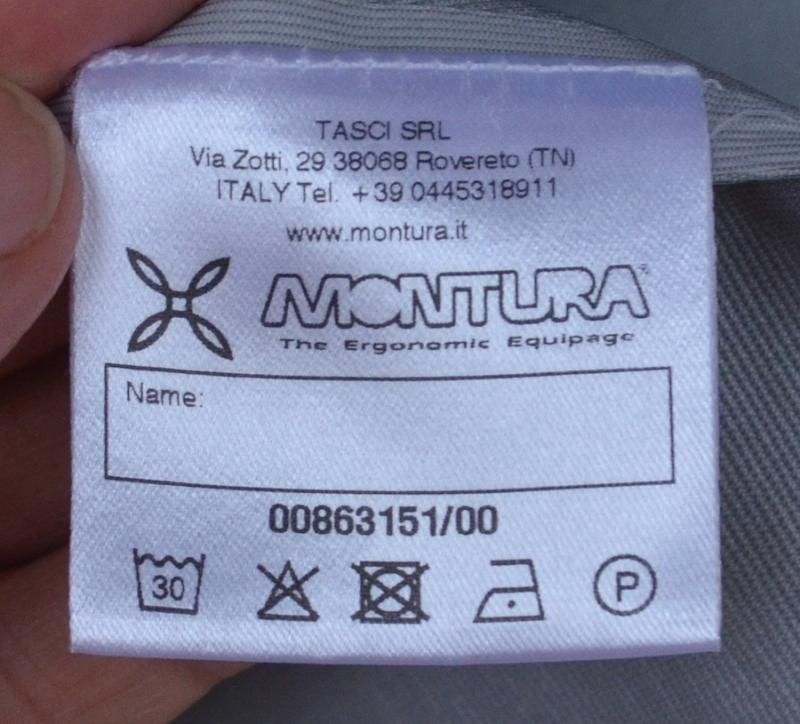 TASCI SRL
Via Zotti, 29 38068 Rovereto (TN)
ITALY Tel. +39 0445318911
www.montura.it
MONTURA®
The Ergonomic Equipage
Name:
00863151/00
30
P